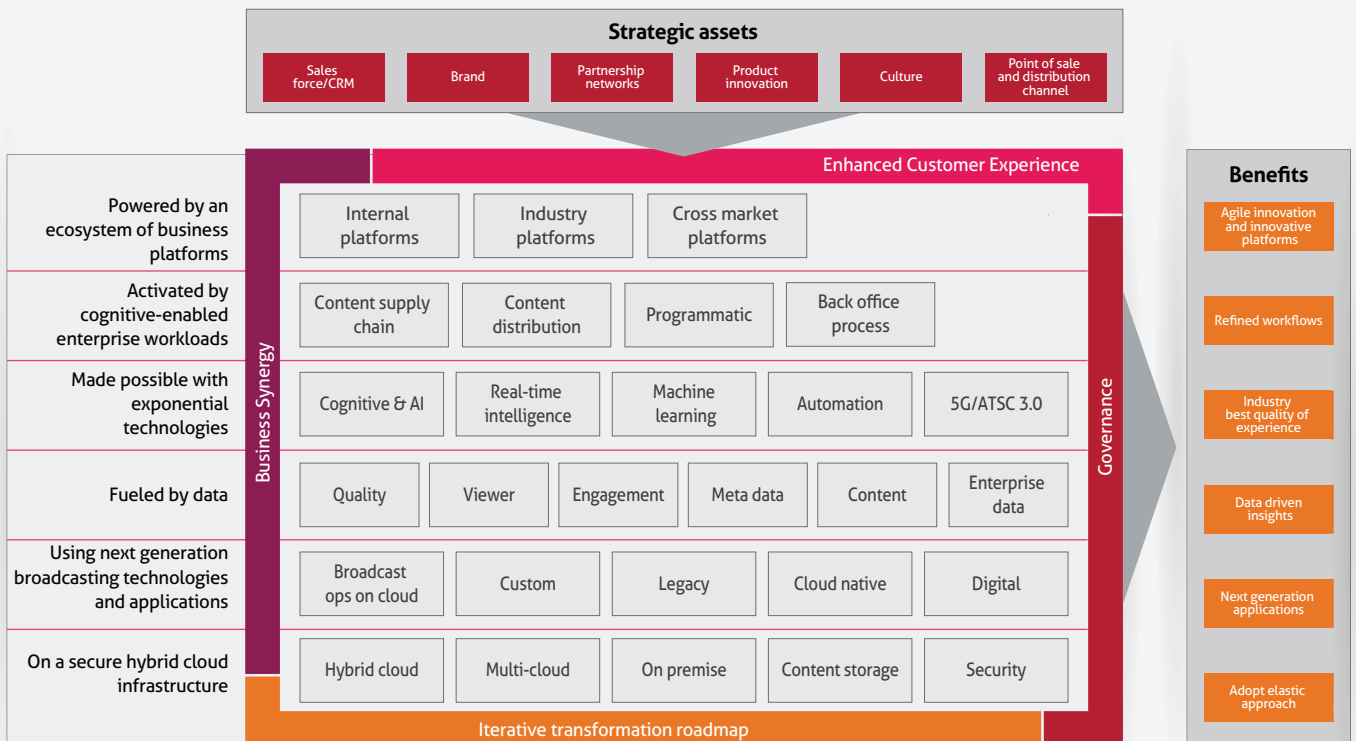 Strategic assets
Sales
force/CRM
Brand
Partnership
networks
Product
innovation
Culture
Point of sale
and distribution
channel
Enhanced Customer Experience
Business Synergy
Governance
Iterative transformation roadmap
Powered by an
ecosystem of business
platforms
Internal
platforms
Industry
platforms
Cross market
platforms
Activated by
cognitive-enabled
enterprise workloads
Content supply
chain
Content
distribution
Programmatic
Back office
process
Made possible with
exponential
technologies
Cognitive & AI
Real-time
intelligence
Machine
learning
Automation
5G/ATSC 3.0
Fueled by data
Quality
Viewer
Engagement
Meta data
Content
Enterprise
data
Using next generation
broadcasting technologies
and applications
Broadcast
ops on cloud
Custom
Legacy
Cloud native
Digital
On a secure hybrid cloud
infrastructure
Hybrid cloud
Multi-cloud
On premise
Content storage
Security
Benefits
Agile innovation
and innovative
platforms
Refined workflows
Industry
best quality of
experience
Data driven
insights
Next generation
applications
Adopt elastic
approach